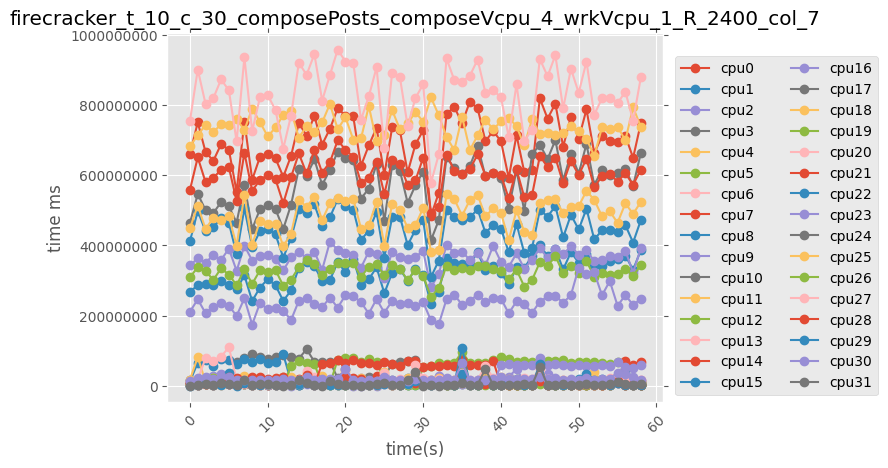 firecracker_t_10_c_30_composePosts_composeVcpu_4_wrkVcpu_1_R_2400_col_7
1000000000
800000000
600000000
400000000
200000000
0
time ms
0
10
20
30
40
50
60
time(s)
cpu0
cpu1
cpu2
cpu3
cpu4
cpu5
cpu6
cpu7
cpu8
cpu9
cpu10
cpu11
cpu12
cpu13
cpu14
cpu15
cpu16
cpu17
cpu18
cpu19
cpu20
cpu21
cpu22
cpu23
cpu24
cpu25
cpu26
cpu27
cpu28
cpu29
cpu30
cpu31